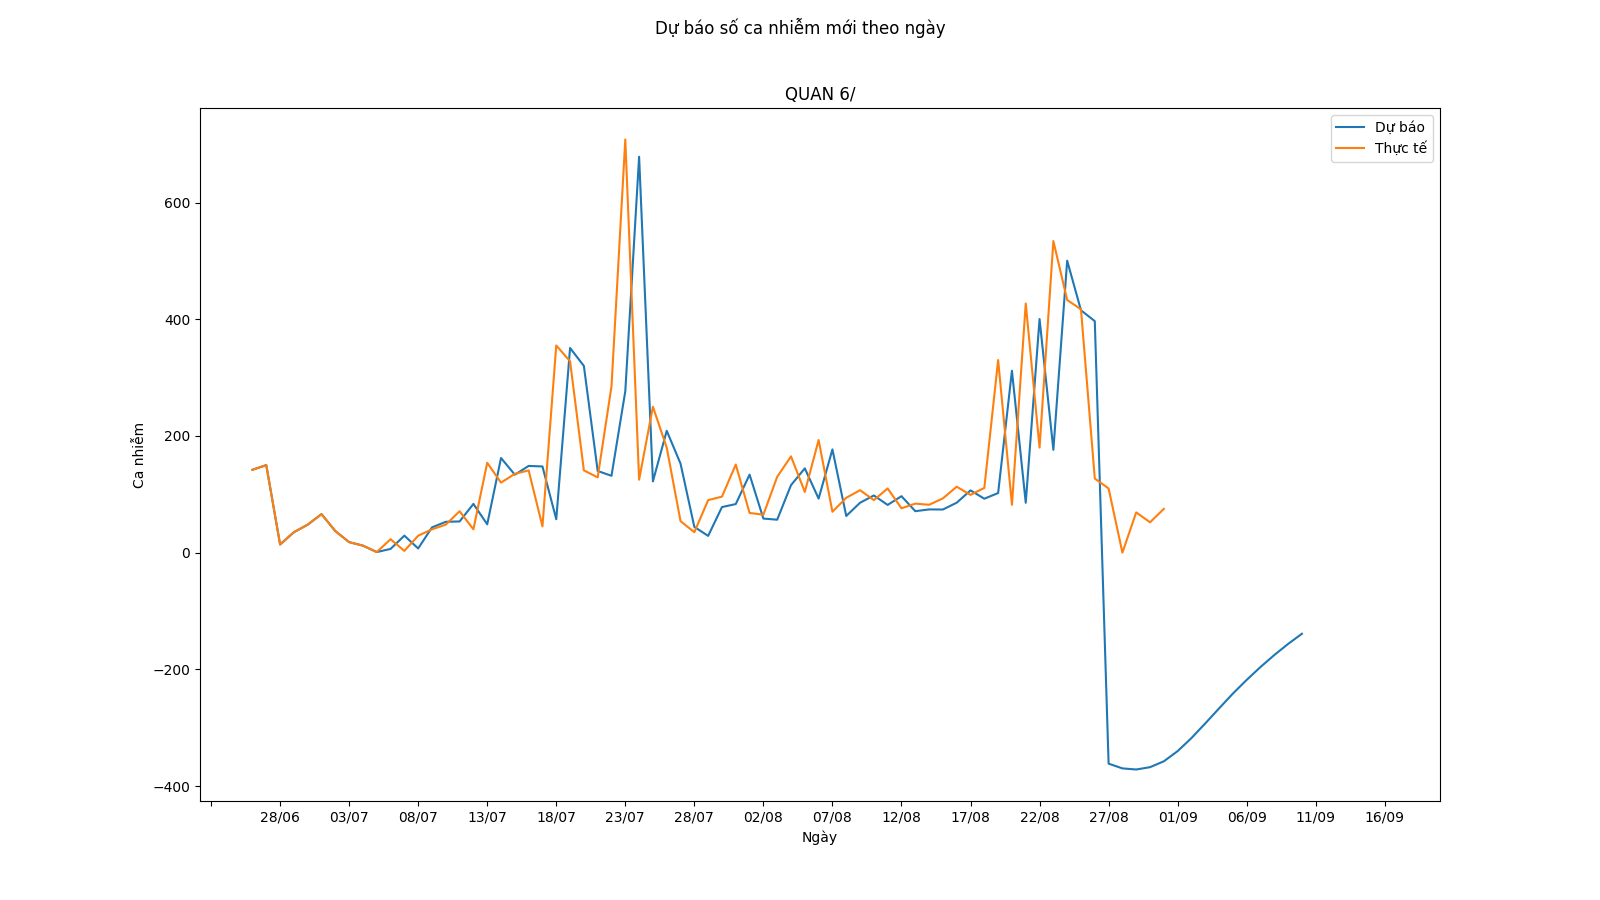 Dự báo số ca nhiễm mới theo ngày
QUAN 6/
Dự báo
Thực tế
600
400
200
0
−200
−400
Ca nhiễm
28/06 03/07 08/07 13/07 18/07 23/07 28/07 02/08 07/08 12/08 17/08 22/08 27/08 01/09 06/09 11/09 16/09
Ngày